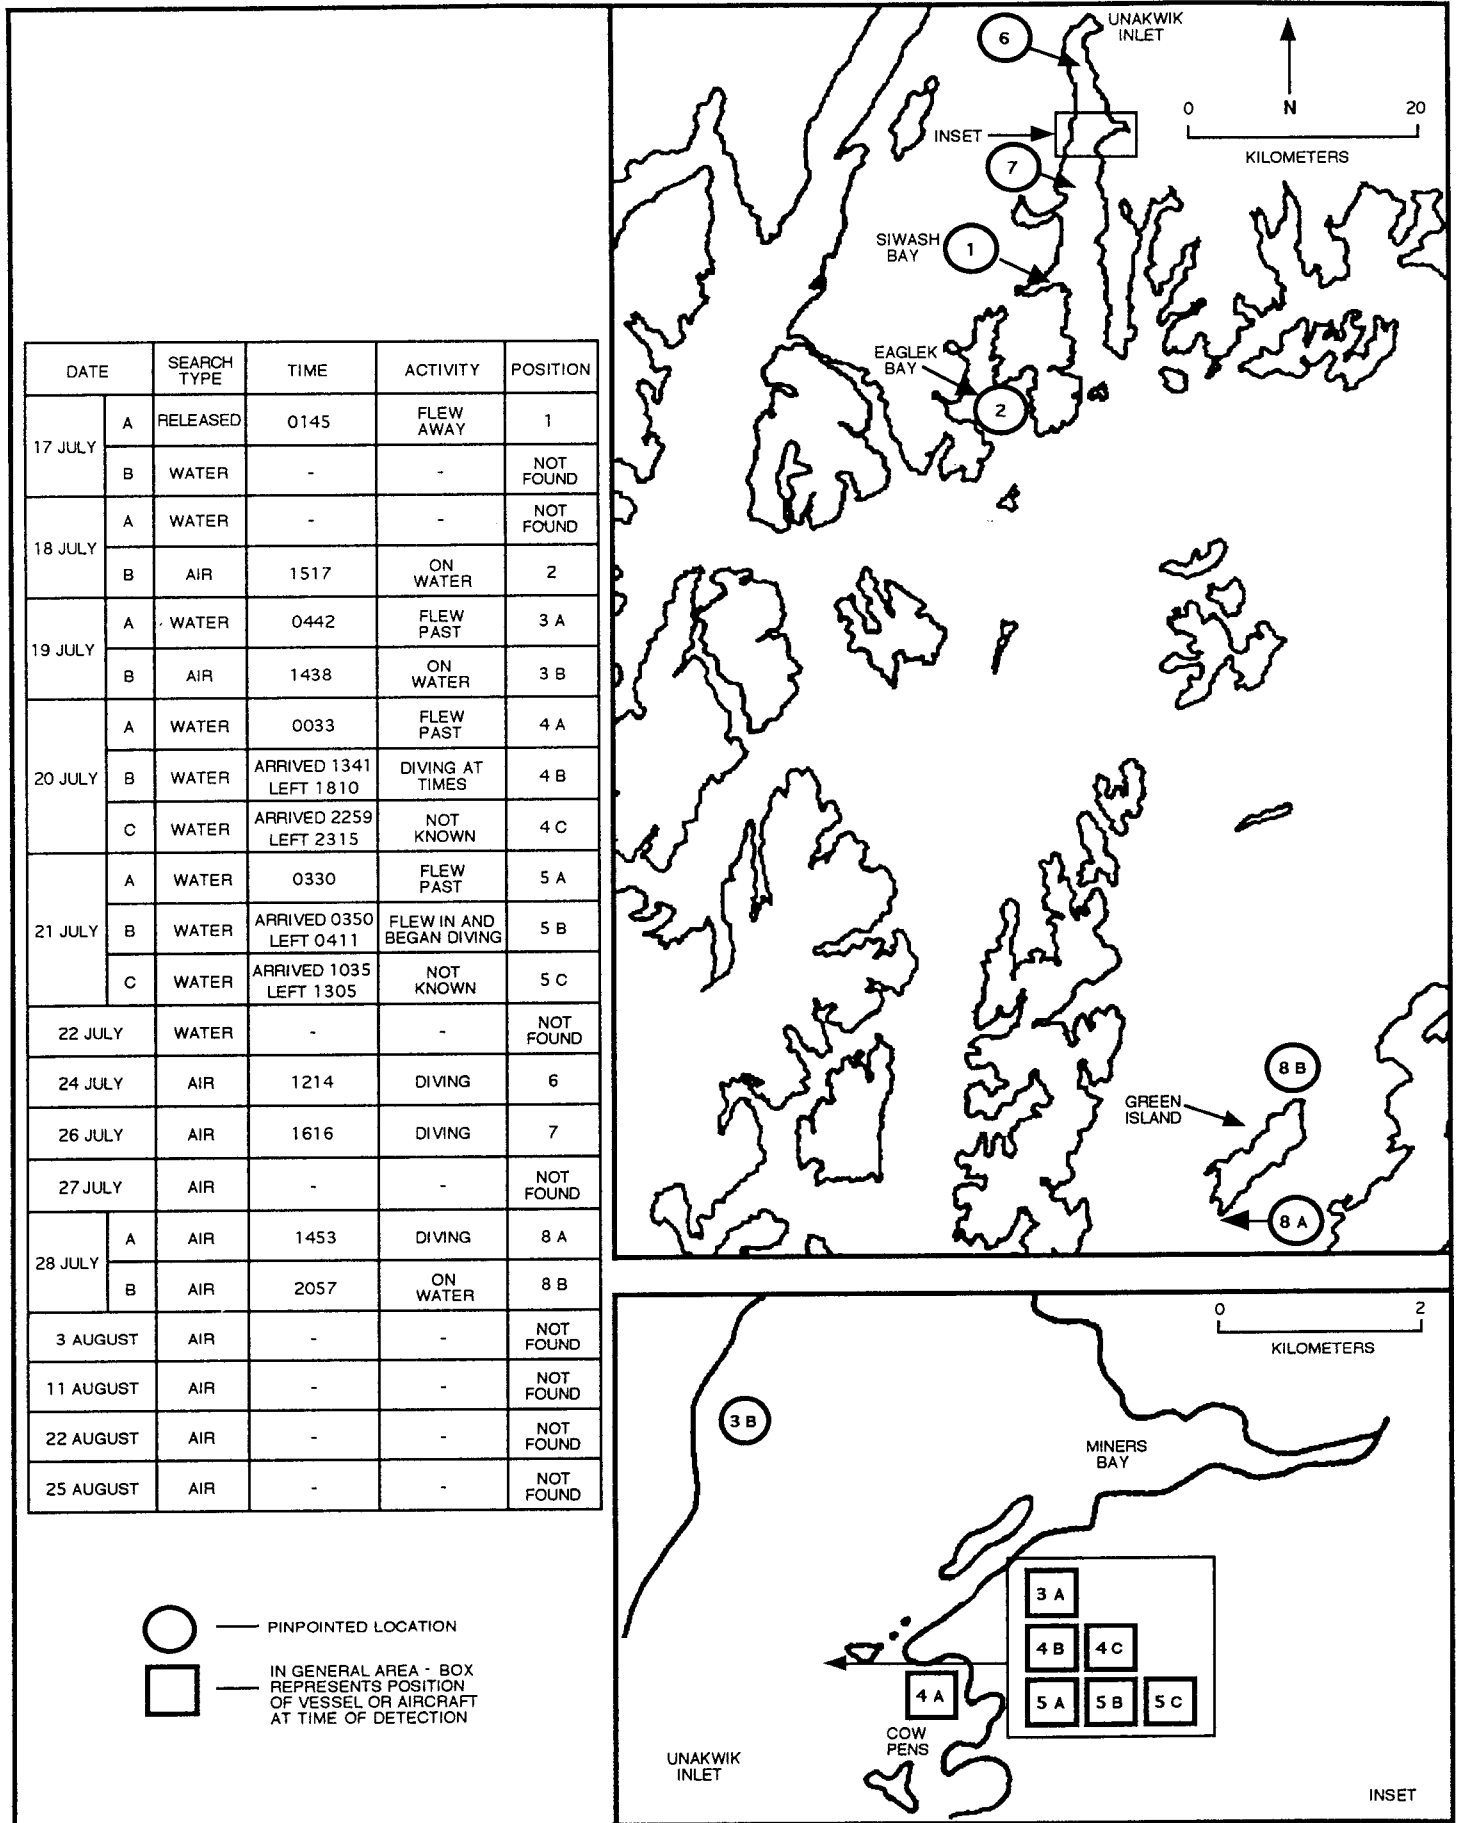 DATE SEARCH TYPE TIME ACTIVITY POSITION
17 JULY A RELEASED 0145 FLEW AWAY 1
B WATER - - NOT FOUND
18 JULY A WATER - - NOT FOUND
B AIR 1517 ON WATER 2
19 JULY A WATER 0442 FLEW PAST 3 A
B AIR 1438 ON WATER 3 B
20 JULY A WATER 0033 FLEW PAST 4 A
B WATER ARRIVED 1341 LEFT 1810 DIVING AT TIMES 4 B
C WATER ARRIVED 2259 LEFT 2315 NOT KNOWN 4 C
21 JULY A WATER 0330 FLEW PAST 5 A
B WATER ARRIVED 0350 LEFT 0411 FLEW IN AND BEGAN DIVING 5 B
C WATER ARRIVED 1035 LEFT 1305 NOT KNOWN 5 C
22 JULY WATER - - NOT FOUND
24 JULY AIR 1214 DIVING 6
26 JULY AIR 1616 DIVING 7
27 JULY AIR - - NOT FOUND
28 JULY A AIR 1453 DIVING 8 A
B AIR 2057 ON WATER 8 B
3 AUGUST AIR - - NOT FOUND
11 AUGUST AIR - - NOT FOUND
22 AUGUST AIR - - NOT FOUND
25 AUGUST AIR - - NOT FOUND
PINPOINTED LOCATION
IN GENERAL AREA - BOX
REPRESENTS POSITION
OF VESSEL OR AIRCRAFT
AT TIME OF DETECTION
UNAKWIK
INLET
6
0 N 20
KILOMETERS
INSET
7
SIWASH
BAY
1
EAGLEK
BAY
2
8 B
GREEN
ISLAND
8 A
0 2
KILOMETERS
3 B
MINERS
BAY
3 A
4 B 4 C
4 A
5 A 5 B 5 C
COW
PENS
UNAKWIK
INLET
INSET